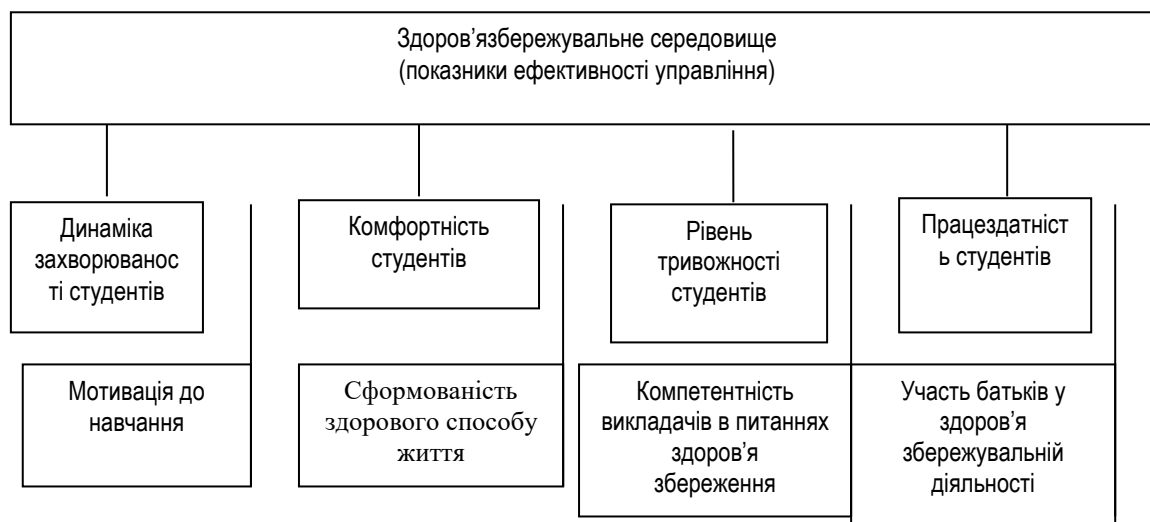 Здоров’язбережувальне середовище
(показники ефективності управління)
Динаміка
захворюванос
ті студентів
Комфортність
студентів
Рівень
тривожності
студентів
Працездатніст
ь студентів
Мотивація до
навчання
Сформованість
здорового способу
життя
Компетентність
викладачів в питаннях
здоров’я
збереження
Участь батьків у
здоров’я
збережувальній
діяльності